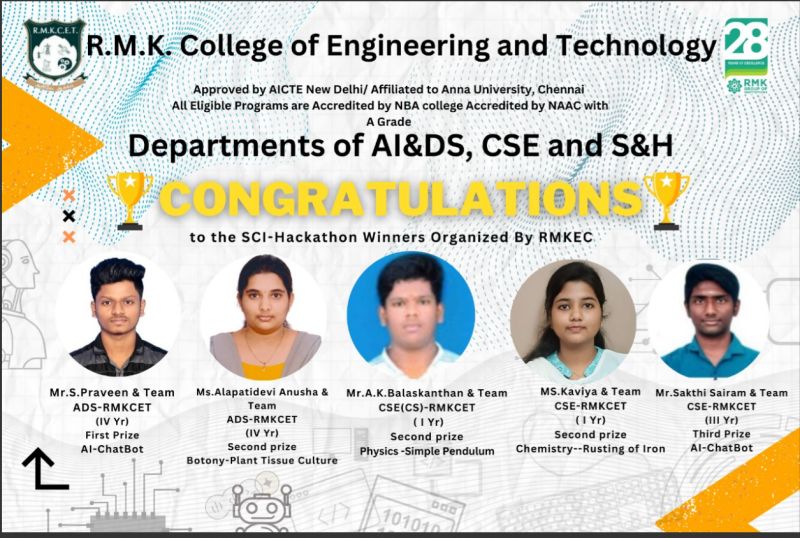 R.M.K.C.E.T.
R.M.K. College of Engineering and Technology
28
YEARS OF EXCELLENCE
RMK
GROUP OF
Approved by AICTE New Delhi/ Affiliated to Anna University, Chennai
All Eligible Programs are Accredited by NBA college Accredited by NAAC with
A Grade
Departments of AI&DS, CSE and S&H
CONGRATULATIONS
to the SCI-Hackathon Winners Organized By RMKEC
Mr.S.Praveen & Team
ADS-RMKCET
(IV Yr)
First Prize
AI-ChatBot
Ms.Alapatidevi Anusha &
Team
ADS-RMKCET
(IV Yr)
Second prize
Botony-Plant Tissue Culture
Mr.A.K.Balaskanthan & Team
CSE(CS)-RMKCET
( I Yr)
Second prize
Physics -Simple Pendulum
MS.Kaviya & Team
CSE-RMKCET
( I Yr)
Second prize
Chemistry--Rusting of Iron
Mr.Sakthi Sairam & Team
CSE-RMKCET
(III Yr)
Third Prize
AI-ChatBot